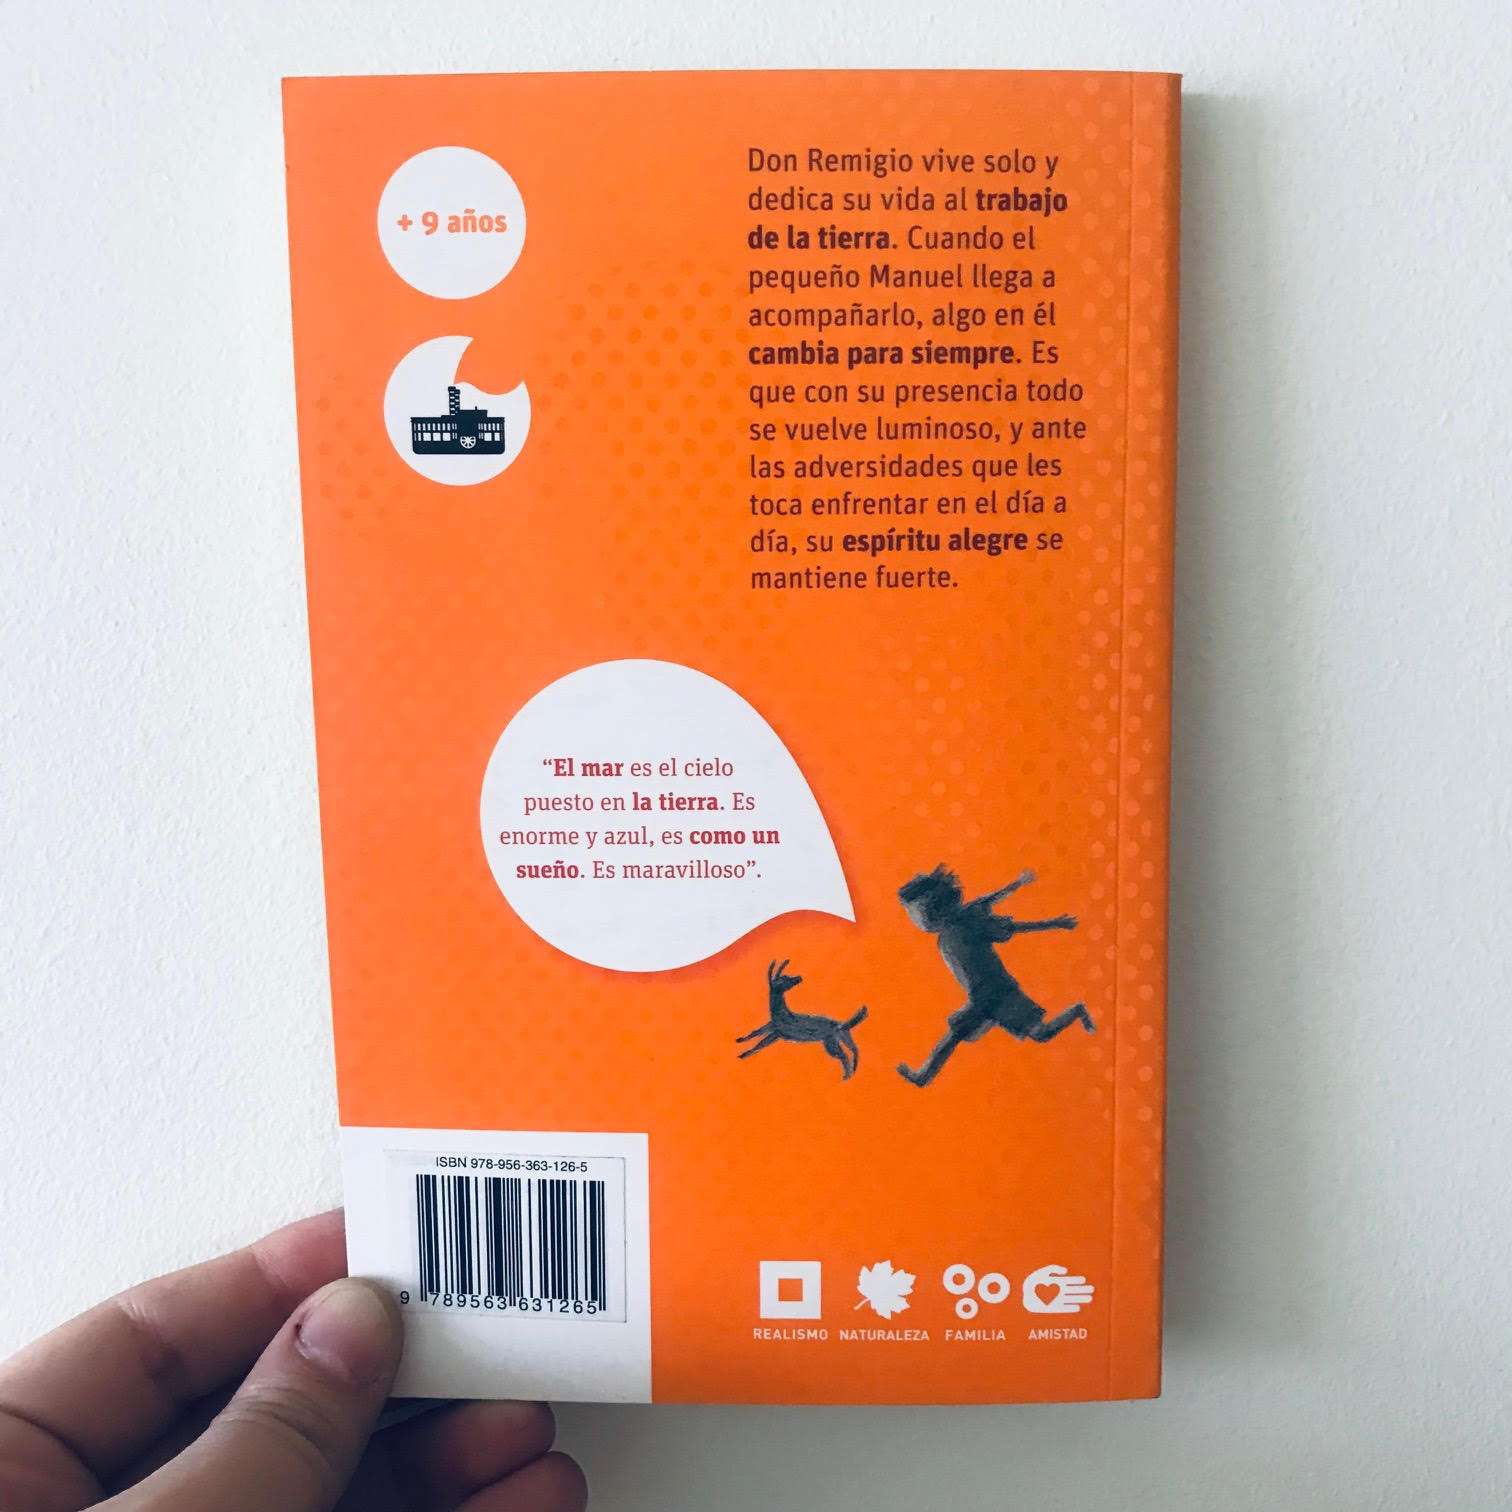 + 9 años
Don Remigio vive solo y
dedica su vida al trabajo
de la tierra. Cuando el
pequeño Manuel llega a
acompañarlo, algo en él
cambia para siempre. Es
que con su presencia todo
se vuelve luminoso, y ante
las adversidades que les
toca enfrentar en el día a
día, su espíritu alegre se
mantiene fuerte.
“El mar es el cielo
puesto en la tierra. Es
enorme y azul, es como un
sueño. Es maravilloso”.
ISBN 978-956-363-126-5
9 789563 631265
REALISMO NATURALEZA FAMILIA AMISTAD